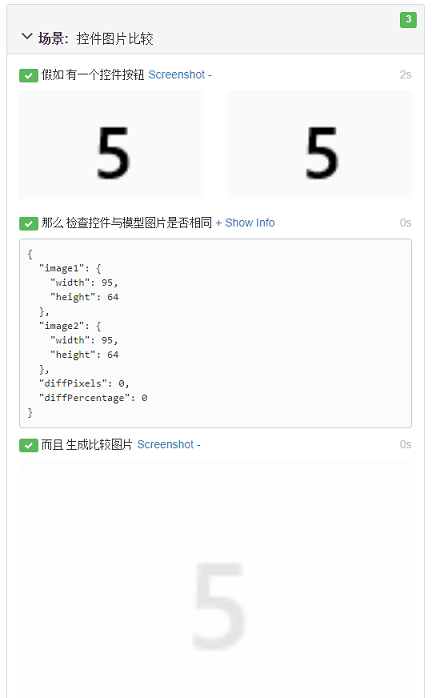 3
场景: 控件图片比较
假如 有一个控件按钮 Screenshot - 2s
5 5
那么 检查控件与模型图片是否相同 + Show Info 0s
{
  "image1": {
    "width": 95,
    "height": 64
  },
  "image2": {
    "width": 95,
    "height": 64
  },
  "diffPixels": 0,
  "diffPercentage": 0
}
而且 生成比较图片 Screenshot - 0s
5